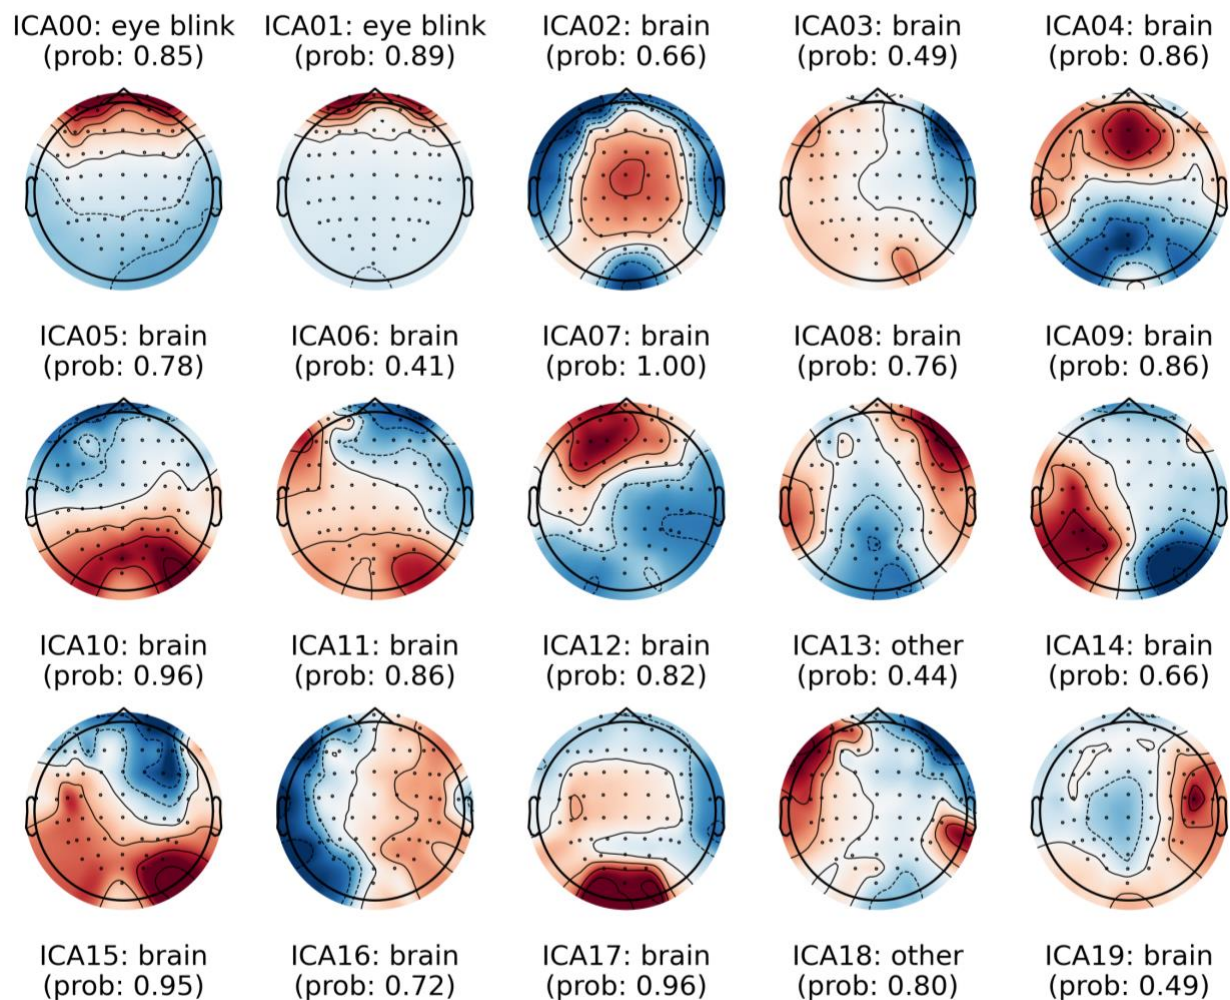 ICA00: eye blink
(prob: 0.85)
ICA01: eye blink
(prob: 0.89)
ICA02: brain
(prob: 0.66)
ICA03: brain
(prob: 0.49)
ICA04: brain
(prob: 0.86)
ICA05: brain
(prob: 0.78)
ICA06: brain
(prob: 0.41)
ICA07: brain
(prob: 1.00)
ICA08: brain
(prob: 0.76)
ICA09: brain
(prob: 0.86)
ICA10: brain
(prob: 0.96)
ICA11: brain
(prob: 0.86)
ICA12: brain
(prob: 0.82)
ICA13: other
(prob: 0.44)
ICA14: brain
(prob: 0.66)
ICA15: brain
(prob: 0.95)
ICA16: brain
(prob: 0.72)
ICA17: brain
(prob: 0.96)
ICA18: other
(prob: 0.80)
ICA19: brain
(prob: 0.49)